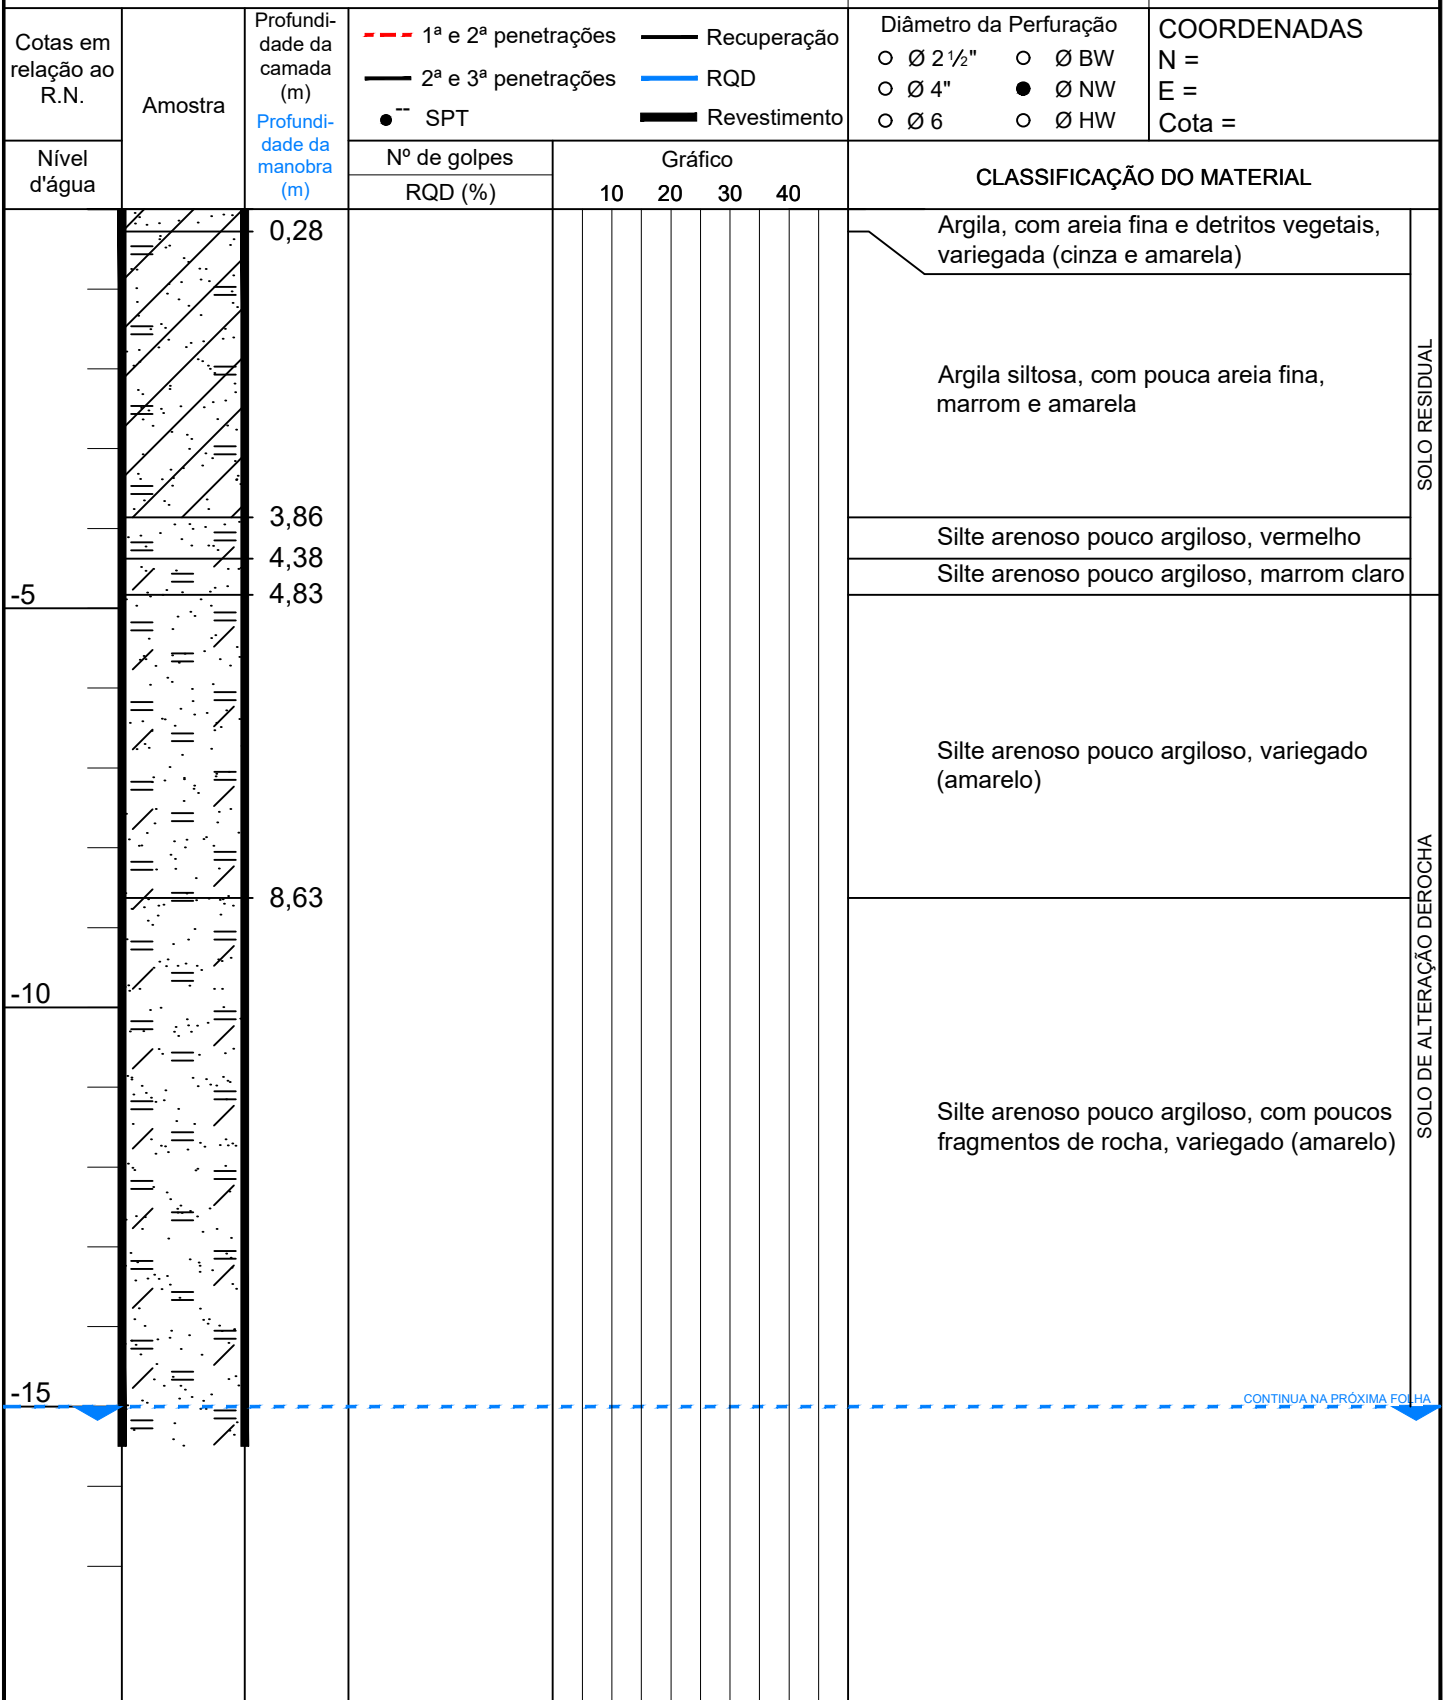 Cotas em
relação ao
R.N.
Nível
d'água
Amostra
Profundi-
dade da
camada
(m)
Profundi-
dade da
manobra
(m)
1ª e 2ª penetrações
Recuperação
2ª e 3ª penetrações
RQD
-- SPT
Revestimento
Nº de golpes
RQD (%)
Gráfico
10 20 30 40
Diâmetro da Perfuração
Ø 2 ½" Ø BW
Ø 4" Ø NW
Ø 6 Ø HW
COORDENADAS
N =
E =
Cota =
CLASSIFICAÇÃO DO MATERIAL
0,28
Argila, com areia fina e detritos vegetais,
variegada (cinza e amarela)
Argila siltosa, com pouca areia fina,
marrom e amarela
SOLO RESIDUAL
3,86
Silte arenoso pouco argiloso, vermelho
4,38
Silte arenoso pouco argiloso, marrom claro
-5
4,83
Silte arenoso pouco argiloso, variegado
(amarelo)
8,63
SOLO DE ALTERAÇÃO DEROCHA
-10
Silte arenoso pouco argiloso, com poucos
fragmentos de rocha, variegado (amarelo)
-15
CONTINUA NA PRÓXIMA FOLHA